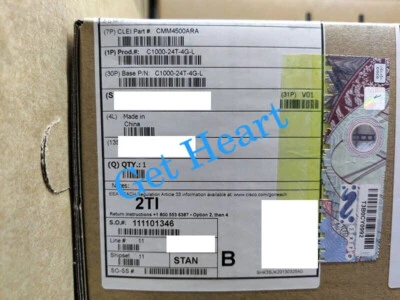 (7P) CLEI Part #: CMM4500ARA
(1P) Prod.#: C1000-24T-4G-L
(30P) Base P/N: C1000-24T-4G-L
(S
(31P) V01
(4L) Made in
China
(13S
(Q) QTY.: 1
Get Heart
2TI
Return instructions +1 800 553 6387 • Option 2, then 4
S.O.#: 111101346
Line #: 11
Shipset: 11
STAN
SO-SS #:
B